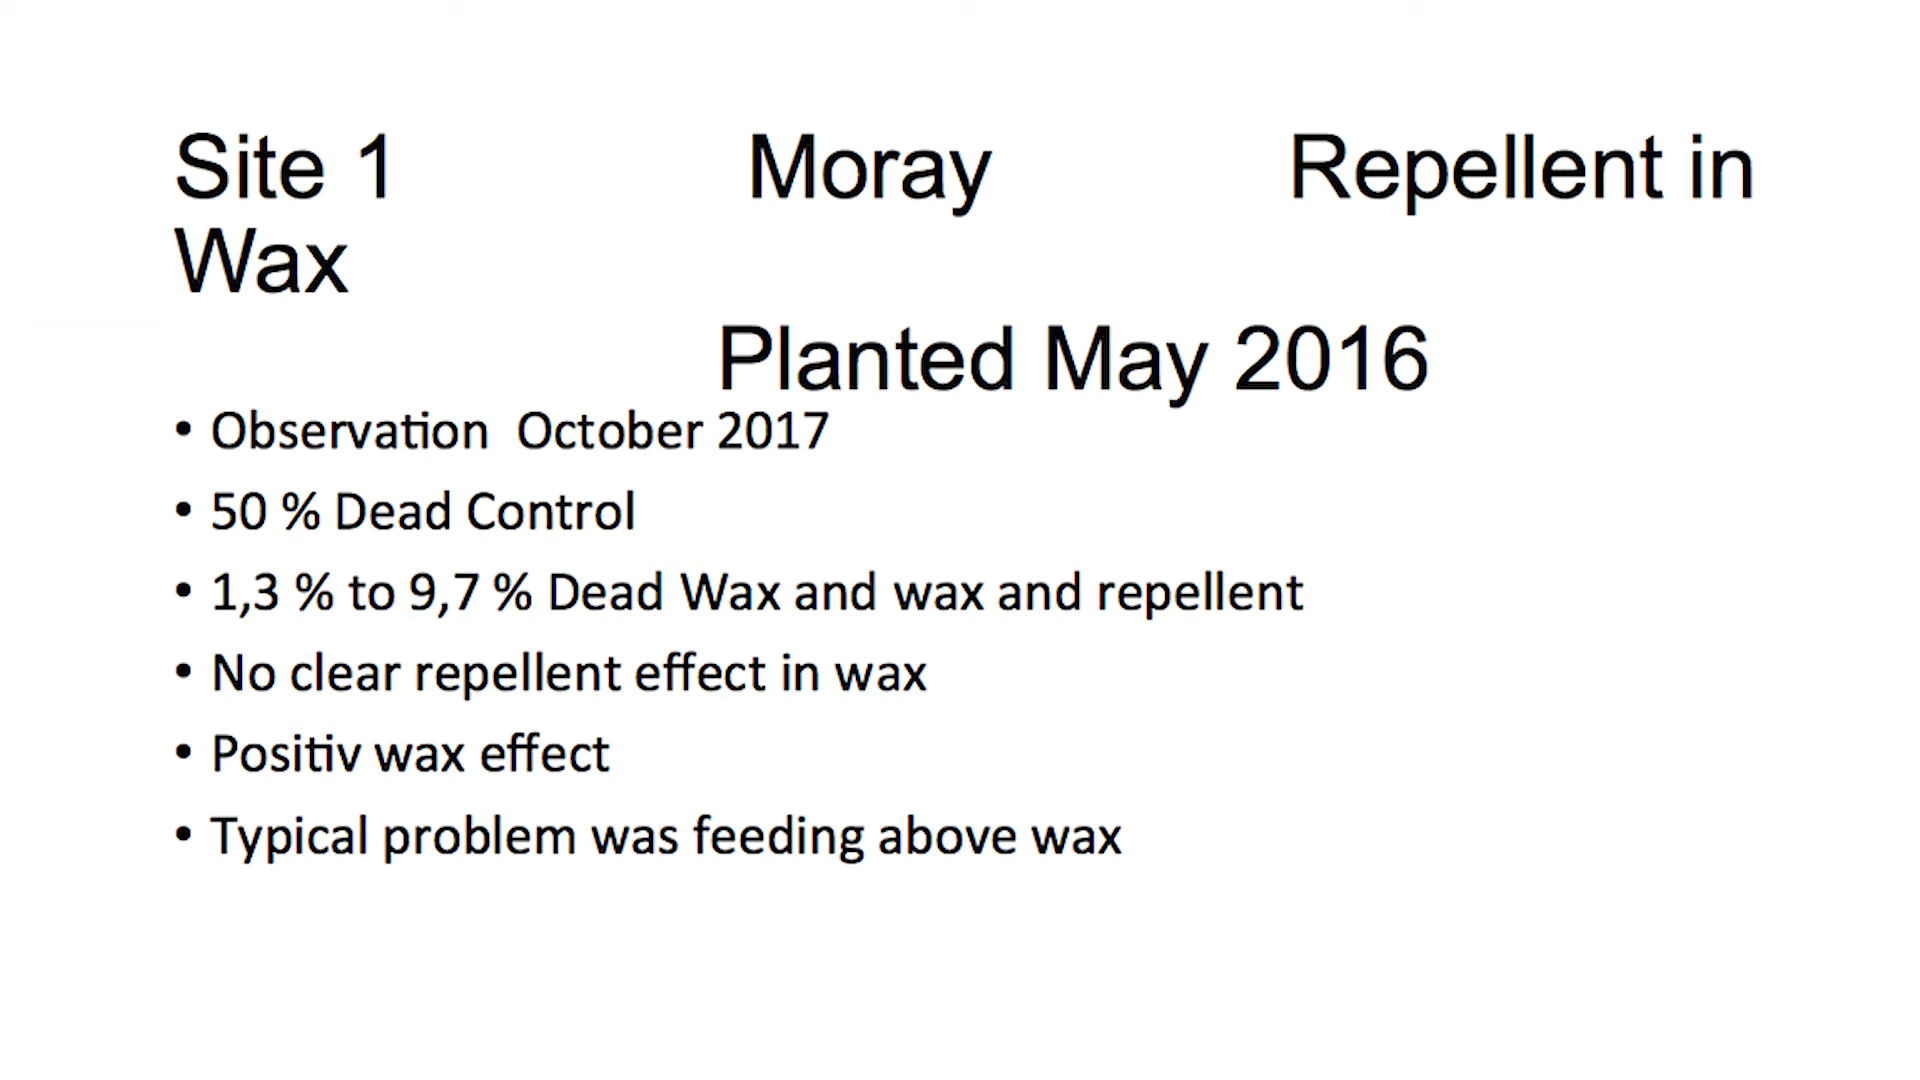 Site 1 Moray Repellent in
Wax
Planted May 2016
• Observation October 2017
• 50 % Dead Control
• 1,3 % to 9,7 % Dead Wax and wax and repellent
• No clear repellent effect in wax
• Positiv wax effect
• Typical problem was feeding above wax